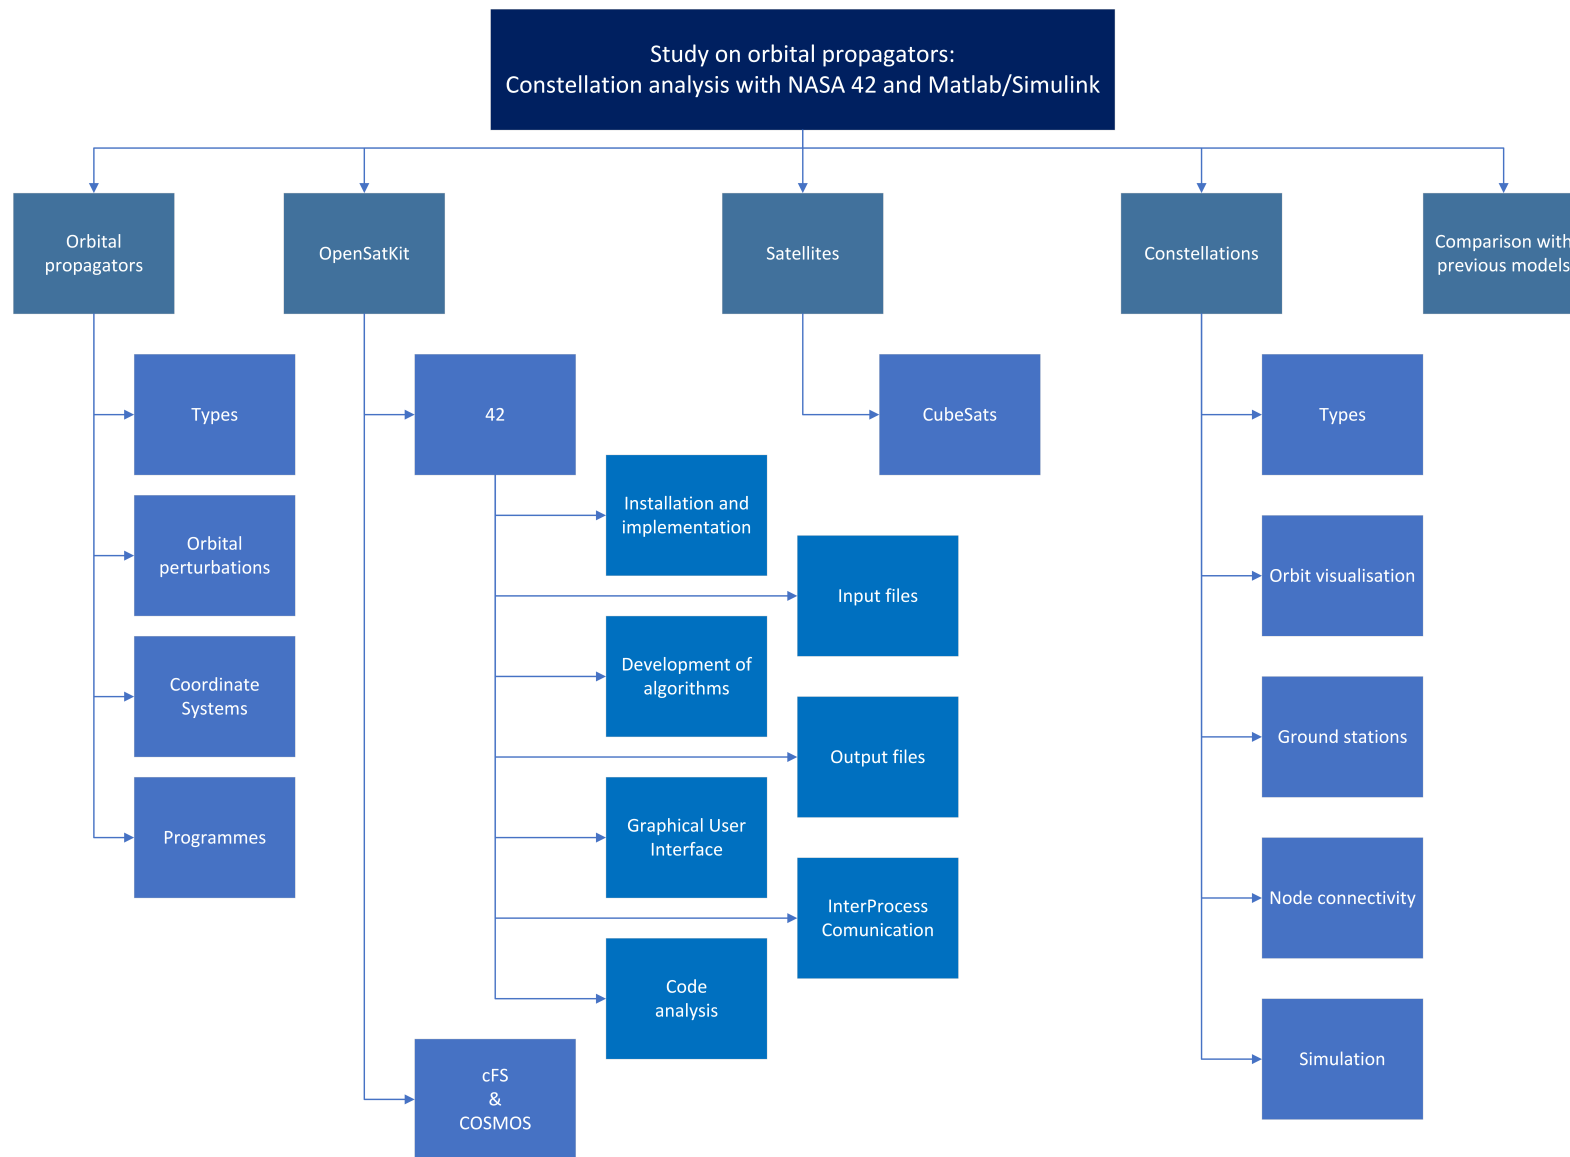 Study on orbital propagators:
Constellation analysis with NASA 42 and Matlab/Simulink
Orbital
propagators
OpenSatKit
Satellites
Constellations
Comparison with
previous models
Types
42
CubeSats
Types
Installation and
implementation
Orbital
perturbations
Input files
Orbit visualisation
Development of
algorithms
Coordinate
Systems
Output files
Ground stations
Graphical User
Interface
Programmes
InterProcess
Comunication
Node connectivity
Code
analysis
cFS
&
COSMOS
Simulation